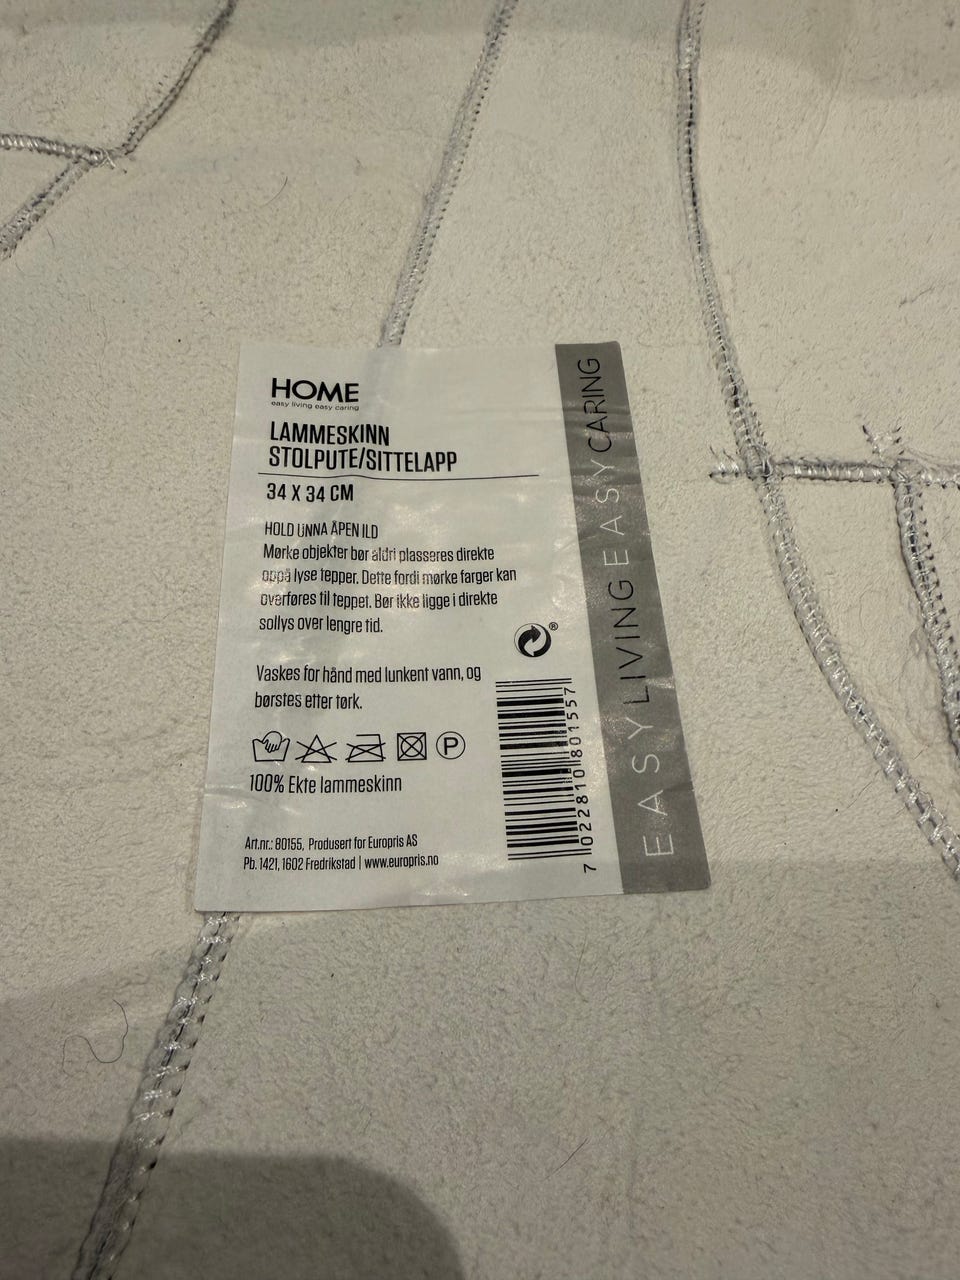 HOME
easy living easy caring
LAMMESKINN
STOLPUTE/SITTELAPP
34 X 34 CM
HOLD UNNA ÅPEN ILD
Mørke objekter bør aldri plasseres direkte
oppå lyse tepper. Dette fordi mørke farger kan
overføres til teppet. Bør ikke ligge i direkte
sollys over lengre tid.
®
Vaskes for hånd med lunkent vann, og
børstes etter tørk.
P
100% Ekte lammeskinn
Art.nr.: 80155, Produsert for Europris AS
Pb. 1421, 1602 Fredrikstad | www.europris.no
7 022810 801557
EASY LIVING EASY CARING